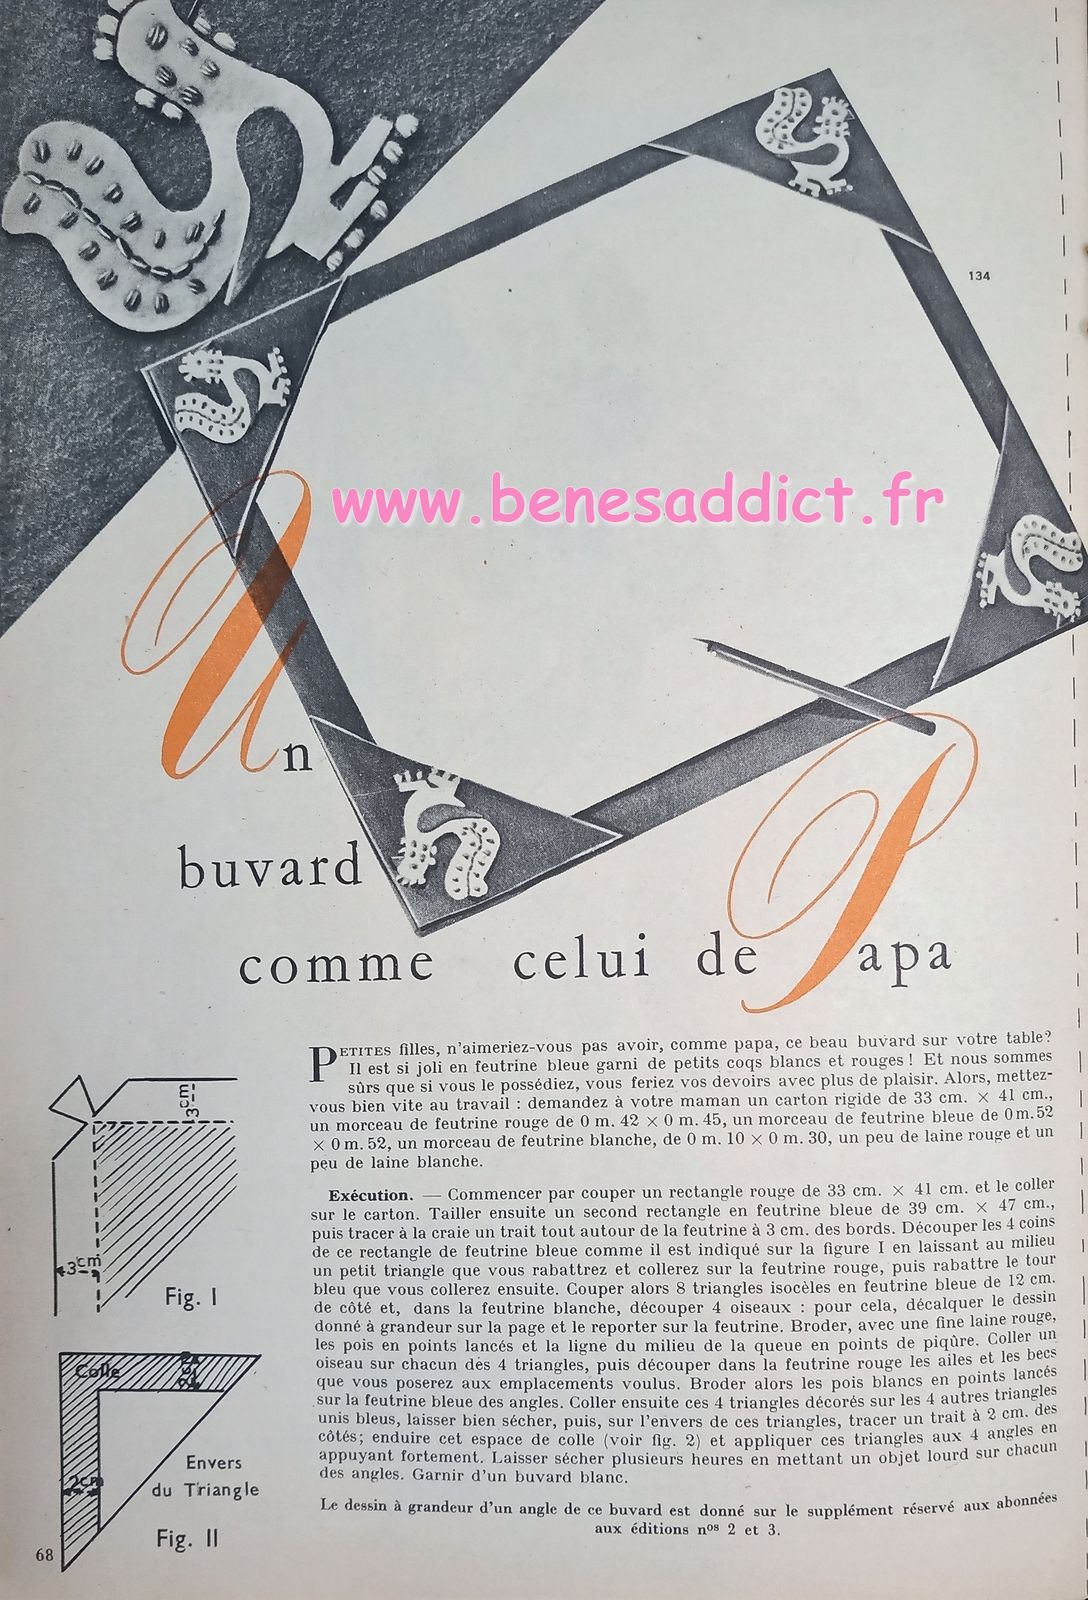 134
www.benesaddict.fr
Un
buvard
comme celui de Papa
PETITES filles, n'aimeriez-vous pas avoir, comme papa, ce beau buvard sur votre table?
Il est si joli en feutrine bleue garni de petits coqs blancs et rouges! Et nous sommes
sûrs que si vous le possédiez, vous feriez vos devoirs avec plus de plaisir. Alors, mettez-
vous bien vite au travail : demandez à votre maman un carton rigide de 33 cm. × 41 cm.,
un morceau de feutrine rouge de 0 m. 42 × 0 m. 45, un morceau de feutrine bleue de 0 m. 52
× 0 m. 52, un morceau de feutrine blanche, de 0 m. 10 × 0 m. 30, un peu de laine rouge et un
peu de laine blanche.
Exécution. — Commencer par couper un rectangle rouge de 33 cm. × 41 cm. et le coller
sur le carton. Tailler ensuite un second rectangle en feutrine bleue de 39 cm. × 47 cm.,
puis tracer à la craie un trait tout autour de la feutrine à 3 cm. des bords. Découper les 4 coins
de ce rectangle de feutrine bleue comme il est indiqué sur la figure I en laissant au milieu
un petit triangle que vous rabattrez et collerez sur la feutrine rouge, puis rabattre le tour
bleu que vous collerez ensuite. Couper alors 8 triangles isocèles en feutrine bleue de 12 cm.
de côté et, dans la feutrine blanche, découper 4 oiseaux : pour cela, décalquer le dessin
donné à grandeur sur la page et le reporter sur la feutrine. Broder, avec une fine laine rouge,
les pois en points lancés et la ligne du milieu de la queue en points de piqûre. Coller un
oiseau sur chacun dès 4 triangles, puis découper dans la feutrine rouge les ailes et les becs
que vous poserez aux emplacements voulus. Broder alors les pois blancs en points lancés
sur la feutrine bleue des angles. Coller ensuite ces 4 triangles décorés sur les 4 autres triangles
unis bleus, laisser bien sécher, puis, sur l'envers de ces triangles, tracer un trait à 2 cm. des
côtés; enduire cet espace de colle (voir fig. 2) et appliquer ces triangles aux 4 angles en
appuyant fortement. Laisser sécher plusieurs heures en mettant un objet lourd sur chacun
des angles. Garnir d'un buvard blanc.
Le dessin à grandeur d'un angle de ce buvard est donné sur le supplément réservé aux abonnées
aux éditions nos 2 et 3.
3cm
3cm
Fig. I
Colle
2cm
2cm
Envers
du Triangle
Fig. II
68